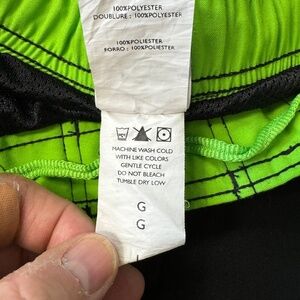 100%POLYESTER
DOUBLURE : 100%POLYESTER
100%POLYESTER
FORRO : 100%POLYESTER
MACHINE WASH COLD
WITH LIKE COLORS
GENTLE CYCLE
DO NOT BLEACH
TUMBLE DRY LOW
G
G